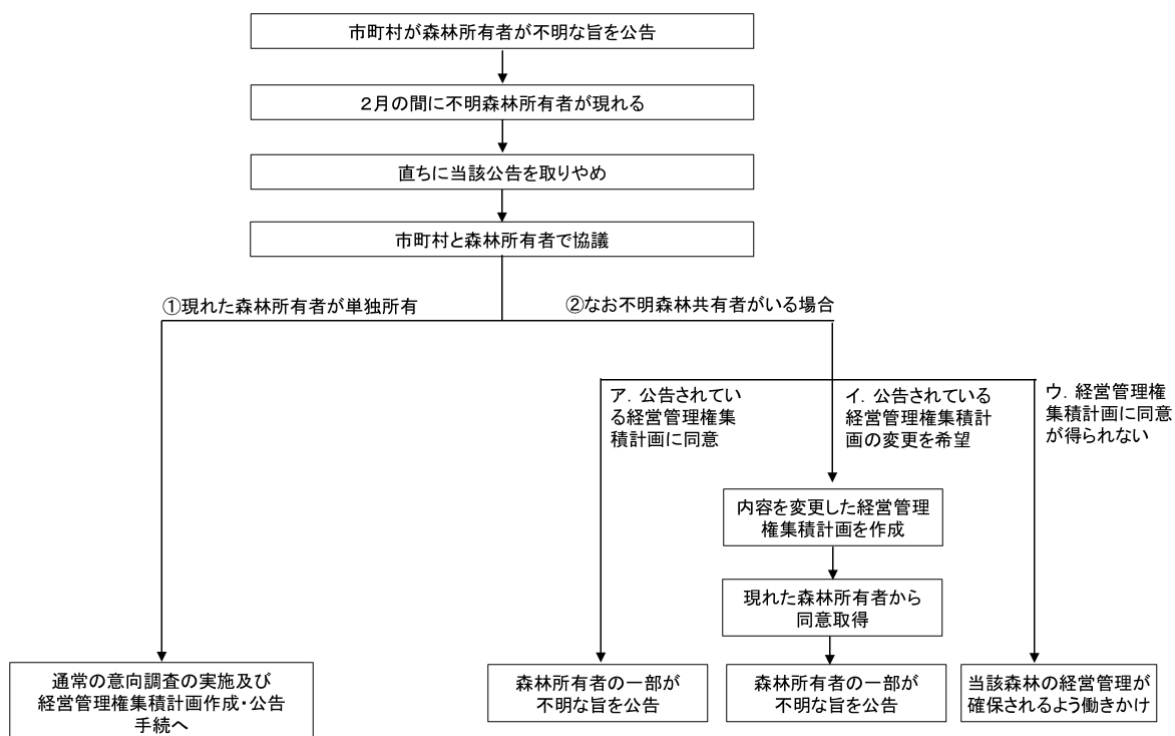 市町村が森林所有者が不明な旨を公告
２月の間に不明森林所有者が現れる
直ちに当該公告を取りやめ
市町村と森林所有者で協議
①現れた森林所有者が単独所有
②なお不明森林共有者がいる場合
ア．公告されてい
る経営管理権集
積計画に同意
イ．公告されている
経営管理権集積計
画の変更を希望
ウ．経営管理権
集積計画に同意
が得られない
内容を変更した経営管理
権集積計画を作成
現れた森林所有者から
同意取得
通常の意向調査の実施及び
経営管理権集積計画作成・公告
手続へ
森林所有者の一部が
不明な旨を公告
森林所有者の一部が
不明な旨を公告
当該森林の経営管理が
確保されるよう働きかけ